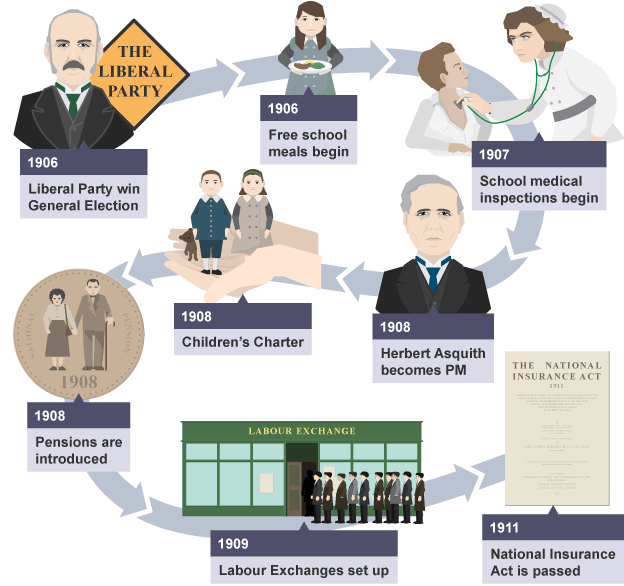 THE
LIBERAL
PARTY
1906
Liberal Party win
General Election
1906
Free school
meals begin
1907
School medical
inspections begin
1908
Herbert Asquith
becomes PM
1908
Children’s Charter
NATIONAL PENSION
1908
1908
Pensions are
introduced
LABOUR EXCHANGE
1909
Labour Exchanges set up
THE NATIONAL
INSURANCE ACT
1911
1911
National Insurance
Act is passed